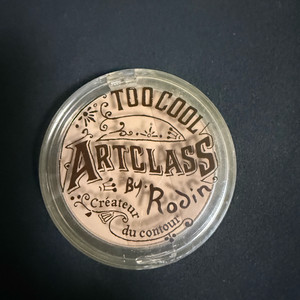 TOOCOOL
ARTCLASS
By. Rodin
Créateur
du contour